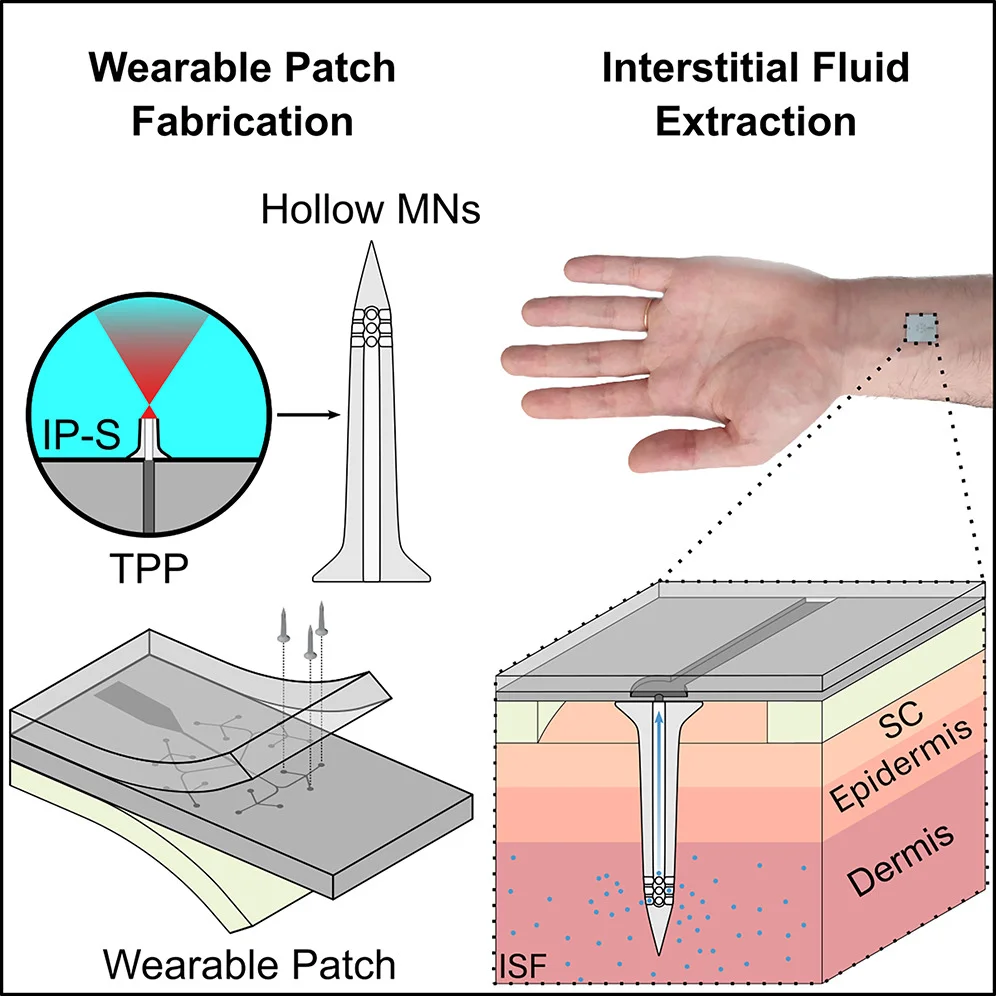 Wearable Patch
Fabrication
Hollow MNs
IP-S
TPP
Wearable Patch
Interstitial Fluid
Extraction
SC
Epidermis
Dermis
ISF